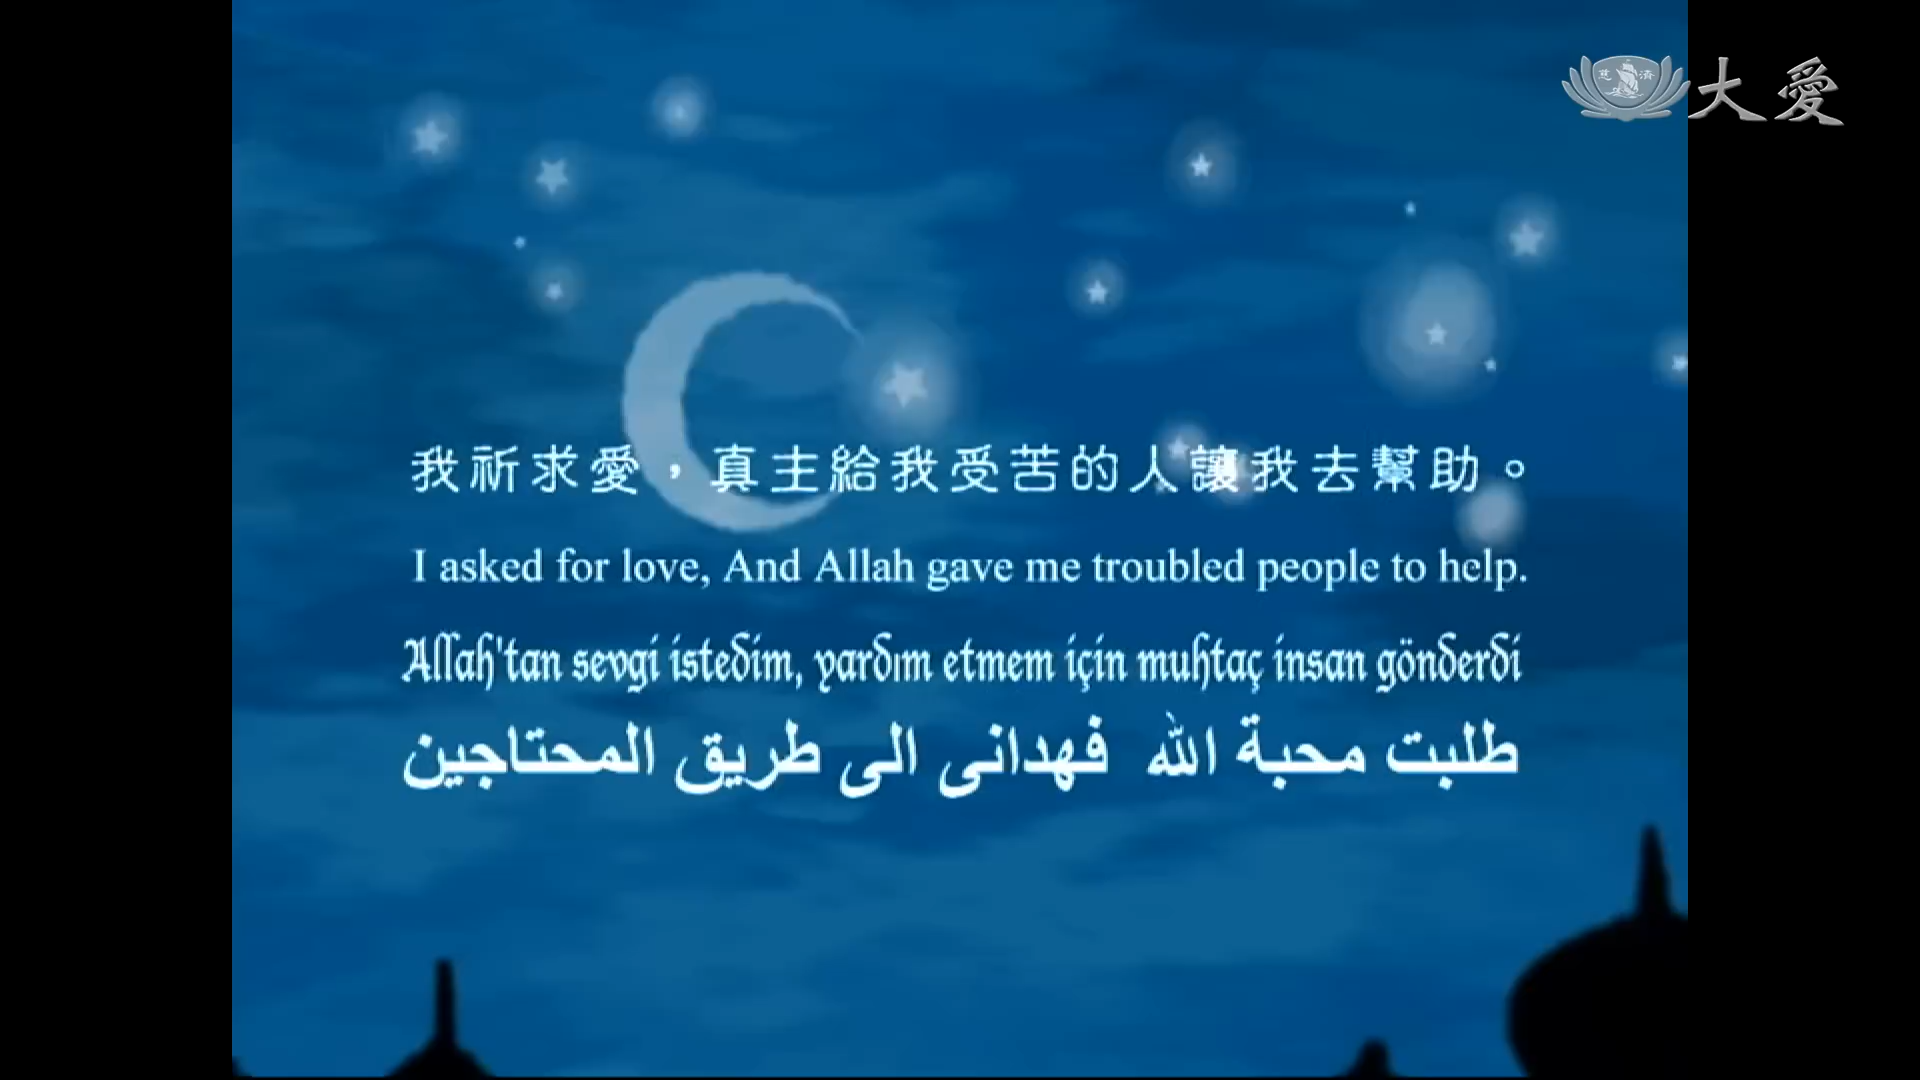 慈濟 大愛
我祈求愛，真主給我受苦的人讓我去幫助。
I asked for love, And Allah gave me troubled people to help.
Allah'tan sevgi istedim, yardım etmem için muhtaç insan gönderdi
طلبت محبة الله فهدانى الى طريق المحتاجين